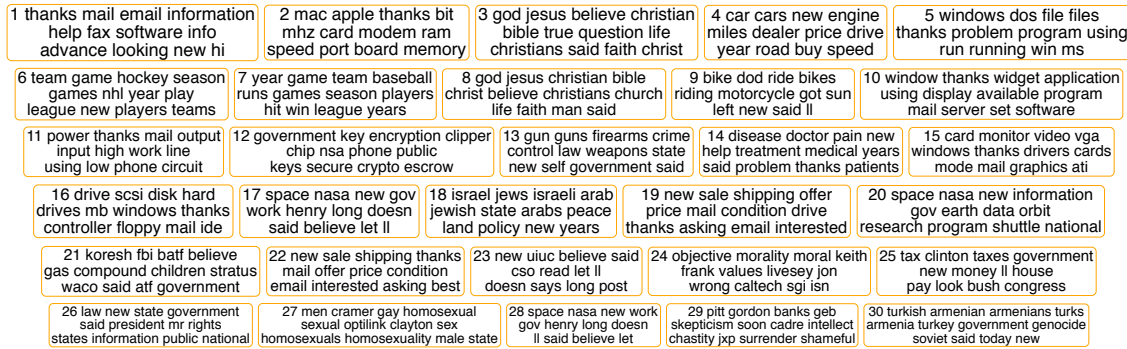 1 thanks mail email information
help fax software info
advance looking new hi
2 mac apple thanks bit
mhz card modem ram
speed port board memory
3 god jesus believe christian
bible true question life
christians said faith christ
4 car cars new engine
miles dealer price drive
year road buy speed
5 windows dos file files
thanks problem program using
run running win ms
6 team game hockey season
games nhl year play
league new players teams
7 year game team baseball
runs games season players
hit win league years
8 god jesus christian bible
christ believe christians church
life faith man said
9 bike dod ride bikes
riding motorcycle got sun
left new said ll
10 window thanks widget application
using display available program
mail server set software
11 power thanks mail output
input high work line
using low phone circuit
12 government key encryption clipper
chip nsa phone public
keys secure crypto escrow
13 gun guns firearms crime
control law weapons state
new self government said
14 disease doctor pain new
help treatment medical years
said problem thanks patients
15 card monitor video vga
windows thanks drivers cards
mode mail graphics ati
16 drive scsi disk hard
drives mb windows thanks
controller floppy mail ide
17 space nasa new gov
work henry long doesn
said believe let ll
18 israel jews israeli arab
jewish state arabs peace
land policy new years
19 new sale shipping offer
price mail condition drive
thanks asking email interested
20 space nasa new information
gov earth data orbit
research program shuttle national
21 koresh fbi batf believe
gas compound children stratus
waco said atf government
22 new sale shipping thanks
mail offer price condition
email interested asking best
23 new uiuc believe said
cso read let ll
doesn says long post
24 objective morality moral keith
frank values livesey jon
wrong caltech sgi isn
25 tax clinton taxes government
new money ll house
pay look bush congress
26 law new state government
said president mr rights
states information public national
27 men cramer gay homosexual
sexual optilink clayton sex
homosexuals homosexuality male state
28 space nasa new work
gov henry long doesn
ll said believe let
29 pitt gordon banks geb
skepticism soon cadre intellect
chastity jxp surrender shameful
30 turkish armenian armenians turks
armenia turkey government genocide
soviet said today new